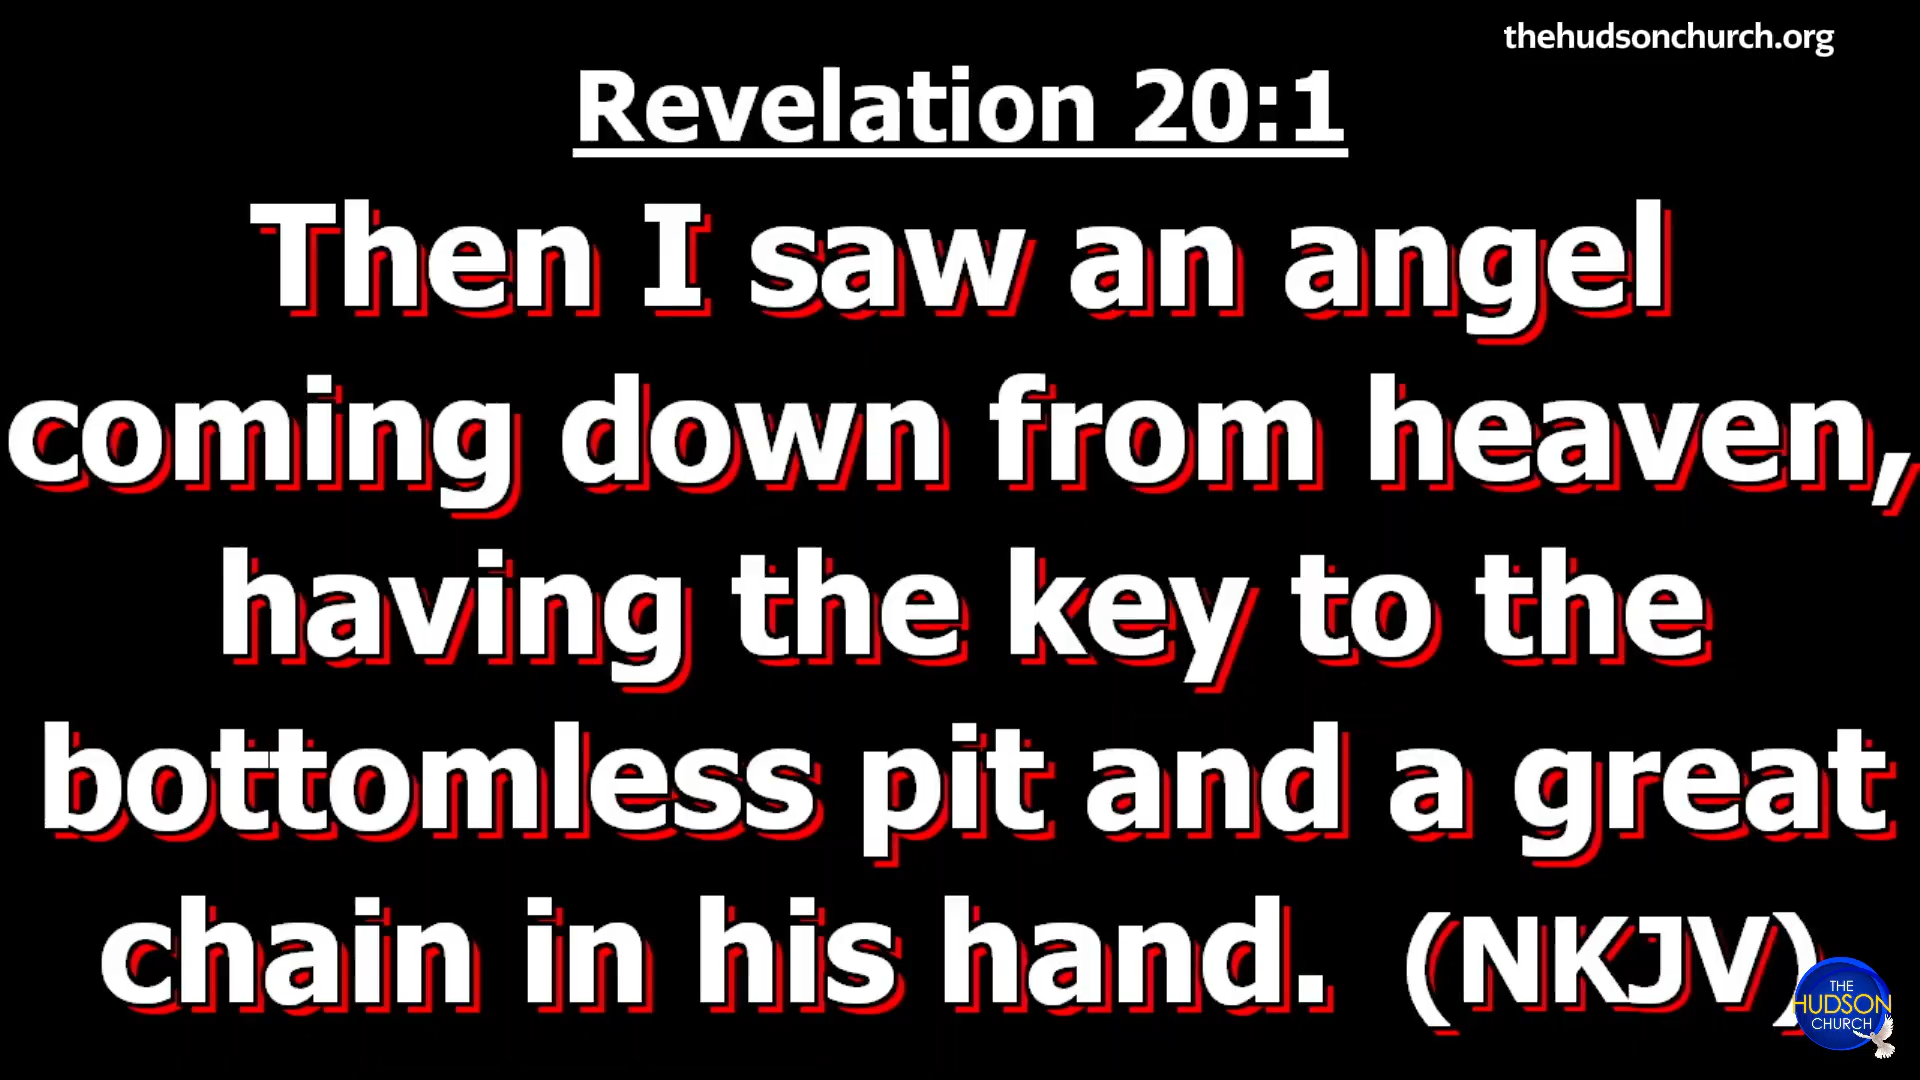 thehudsonchurch.org
Revelation 20:1
Then I saw an angel
coming down from heaven,
having the key to the
bottomless pit and a great
chain in his hand. (NKJV)
THE
HUDSON
CHURCH